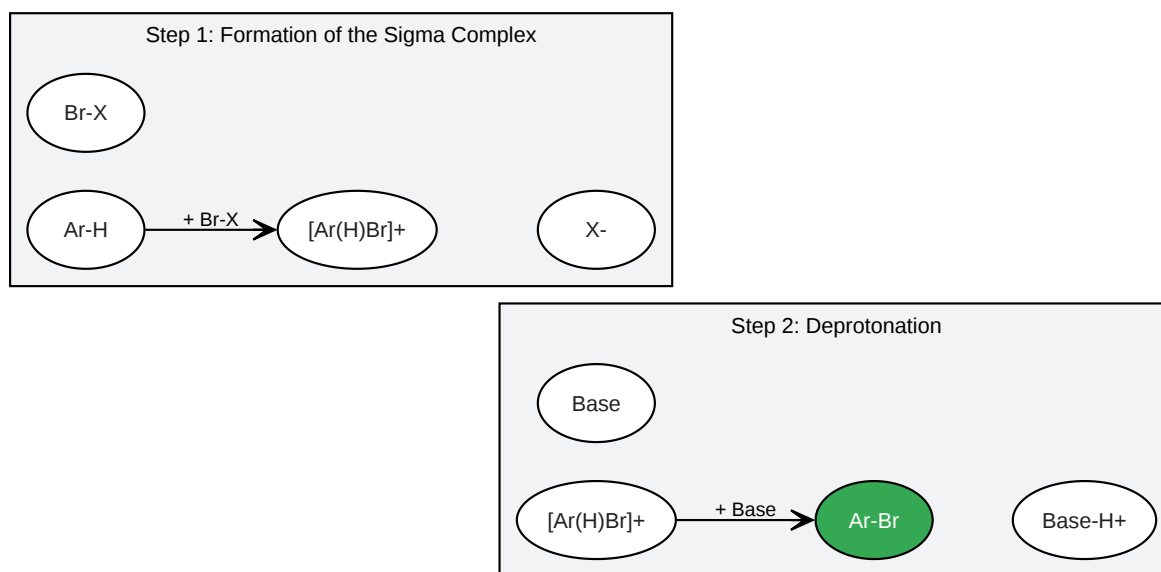 Step 1: Formation of the Sigma Complex
Br-X
Ar-H
+ Br-X
[Ar(H)Br]+
X-
Step 2: Deprotonation
Base
[Ar(H)Br]+
+ Base
Ar-Br
Base-H+